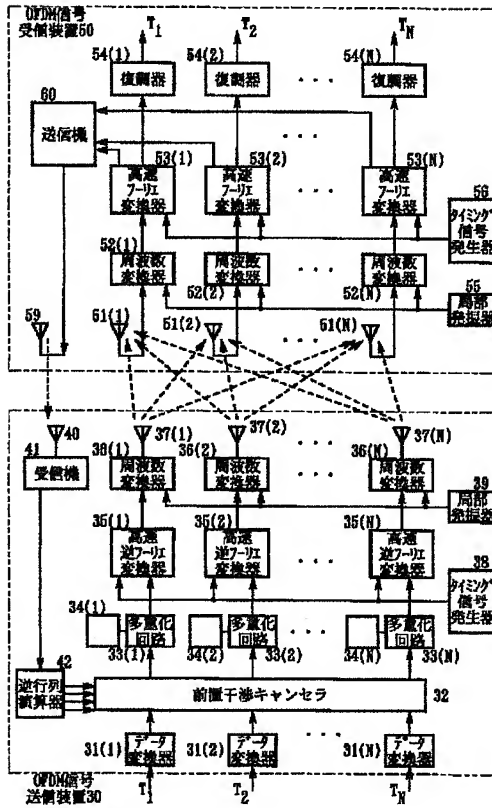 OFDM信号
受信装置50
T1 T2 TN
54(1) 54(2) 54(N)
復調器 復調器 復調器
60
送信機
53(1) 53(2) 53(N)
高速
フーリエ
変換器
高速
フーリエ
変換器
高速
フーリエ
変換器
56
タイミング
信号
発生器
52(1)
周波数
変換器
52(2)
周波数
変換器
52(N)
周波数
変換器
55
局部
発振器
59
51(1) 51(2) 51(N)
37(1) 37(2) 37(N)
40
41
受信機
36(1) 36(2) 36(N)
周波数
変換器
周波数
変換器
周波数
変換器
39
局部
発振器
35(1) 35(2) 35(N)
高速
逆フーリエ
変換器
高速
逆フーリエ
変換器
高速
逆フーリエ
変換器
38
タイミング
信号
発生器
34(1)
多重化
回路
多重化
回路
多重化
回路
33(1) 34(2) 33(2) 34(N) 33(N)
42
逆行列
演算器
前置干渉キャンセラ
32
31(1) 31(2) 31(N)
データ
変換器
データ
変換器
データ
変換器
OFDM信号
送信装置30
T1 T2 TN